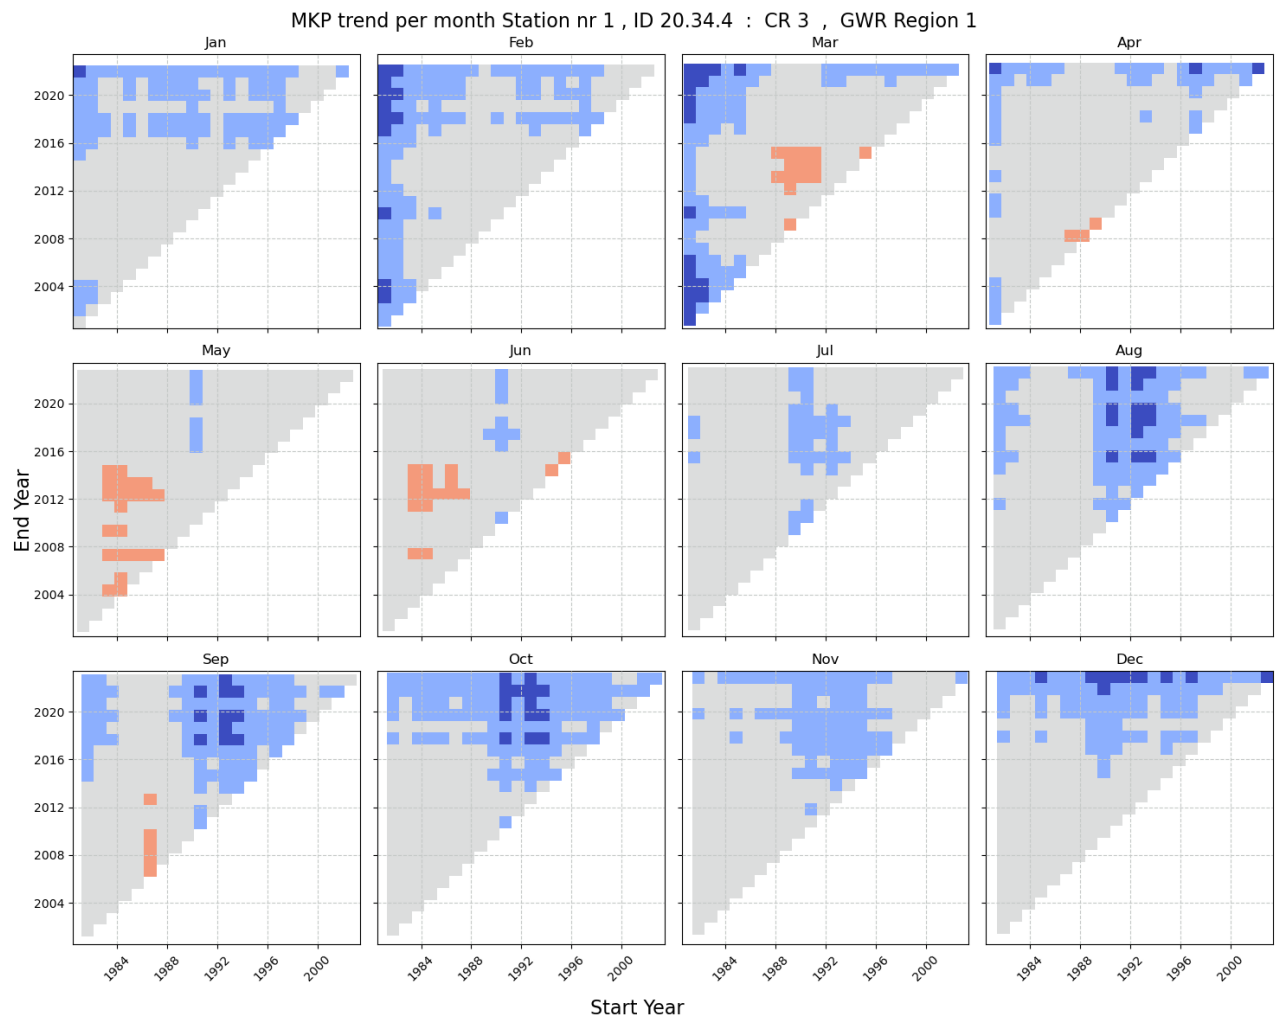 MKP trend per month Station nr 1 , ID 20.34.4  :  CR 3  ,  GWR Region 1
Jan Feb Mar Apr
2020
2016
2012
2008
2004
May Jun Jul Aug
2020
2016
2012
2008
2004
End Year
Sep Oct Nov Dec
2020
2016
2012
2008
2004
1984 1988 1992 1996 2000 1984 1988 1992 1996 2000 1984 1988 1992 1996 2000 1984 1988 1992 1996 2000
Start Year